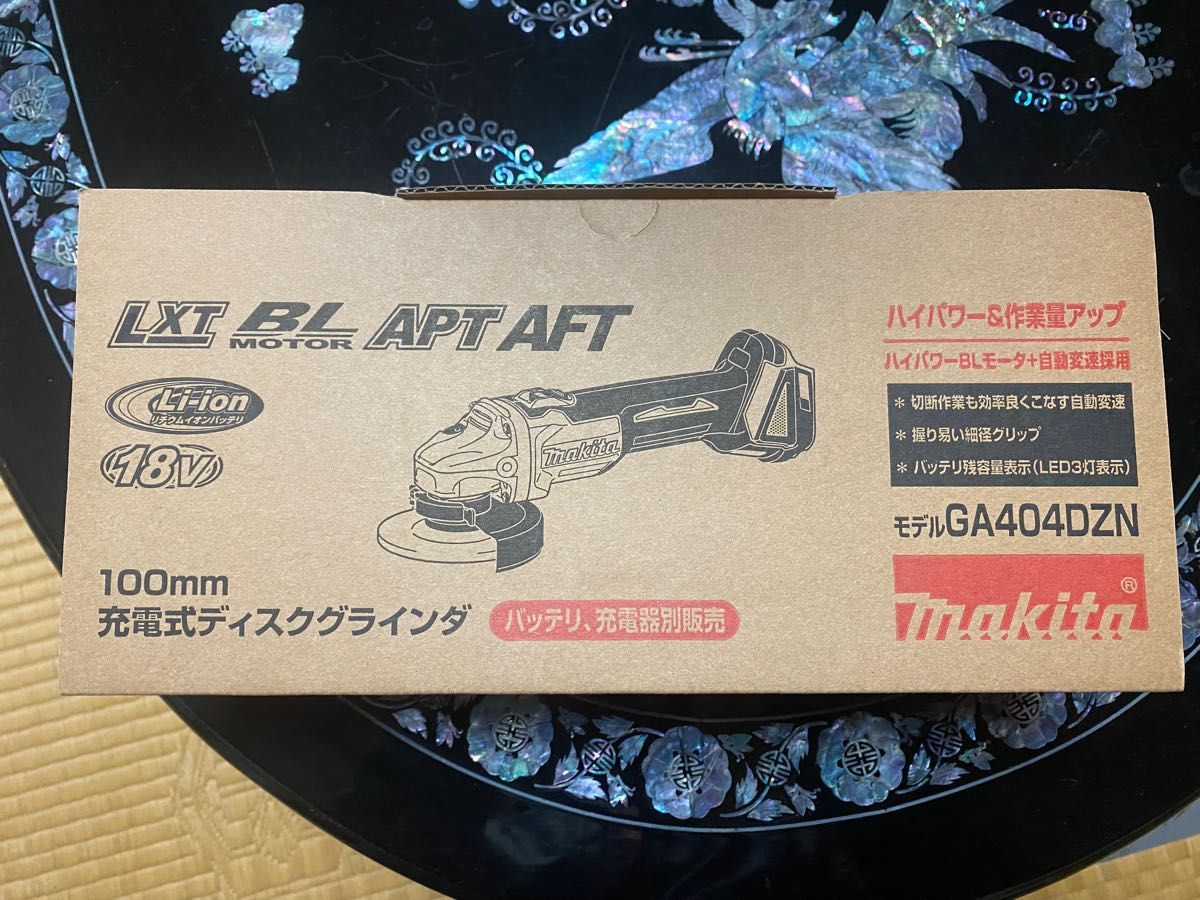 LXT BL MOTOR APT AFT
Li-ion
リチウムイオンバッテリ
18V
makita
100mm
充電式ディスクグラインダ
バッテリ、充電器別販売
ハイパワー&作業量アップ
ハイパワーBLモータ+自動変速採用
* 切断作業も効率良くこなす自動変速
* 握り易い細径グリップ
* バッテリ残容量表示(LED3灯表示)
モデルGA404DZN
makita®